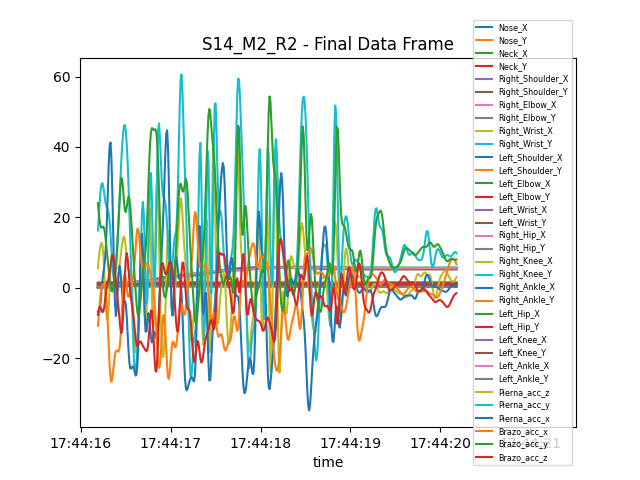 S14_M2_R2 - Final Data Frame
60
40
20
0
−20
17:44:16
17:44:17
17:44:18
17:44:19
17:44:20
time
Nose_X
Nose_Y
Neck_X
Neck_Y
Right_Shoulder_X
Right_Shoulder_Y
Right_Elbow_X
Right_Elbow_Y
Right_Wrist_X
Right_Wrist_Y
Left_Shoulder_X
Left_Shoulder_Y
Left_Elbow_X
Left_Elbow_Y
Left_Wrist_X
Left_Wrist_Y
Right_Hip_X
Right_Hip_Y
Right_Knee_X
Right_Knee_Y
Right_Ankle_X
Right_Ankle_Y
Left_Hip_X
Left_Hip_Y
Left_Knee_X
Left_Knee_Y
Left_Ankle_X
Left_Ankle_Y
Pierna_acc_z
Pierna_acc_y
Pierna_acc_x
Brazo_acc_x
Brazo_acc_y
Brazo_acc_z